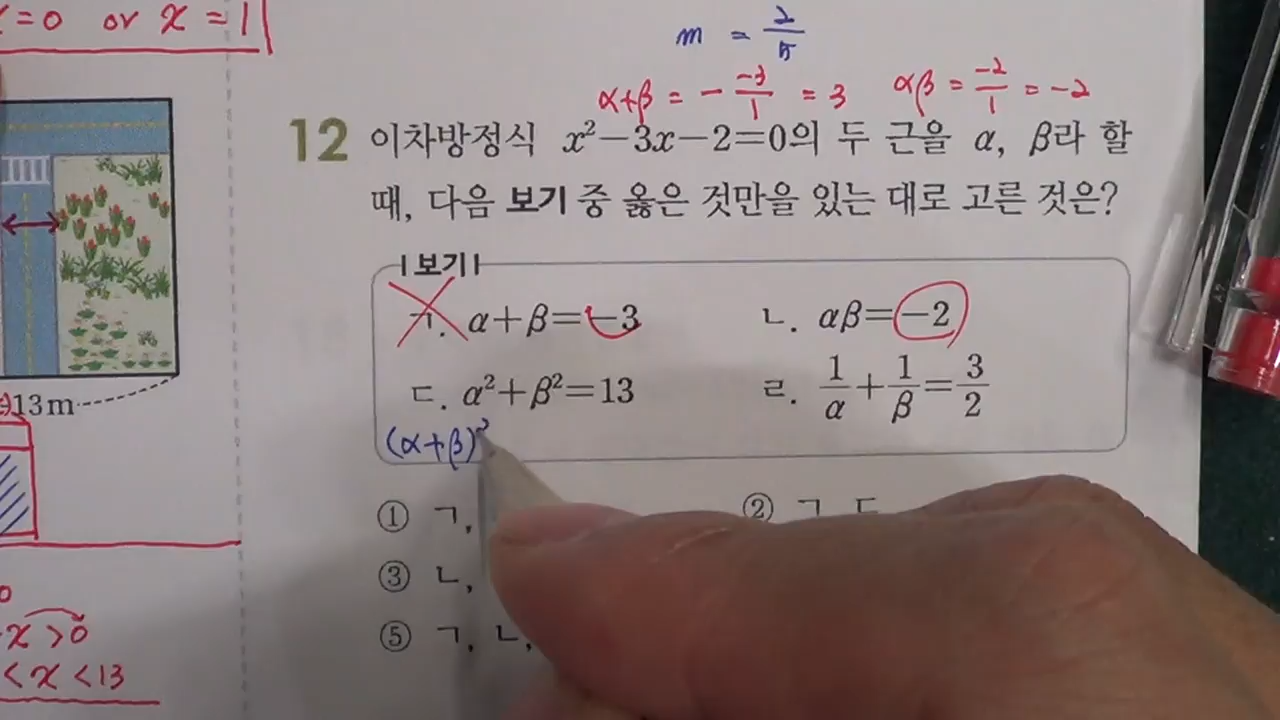 x=0 or x=1
m = 2/5
α+β = - -3/1 = 3 αβ = -2/1 = -2
12 이차방정식 x²-3x-2=0의 두 근을 α, β라 할
때, 다음 보기 중 옳은 것만을 있는 대로 고른 것은?
보기
ㄱ. α+β=-3 ㄴ. αβ=-2
ㄷ. α²+β²=13 ㄹ. 1/α+1/β=3/2
(α+β)²
① ㄱ, ② ㄱ, ㄷ
③ ㄴ,
⑤ ㄱ, ㄴ,
13 m
0
x >0
<x <13